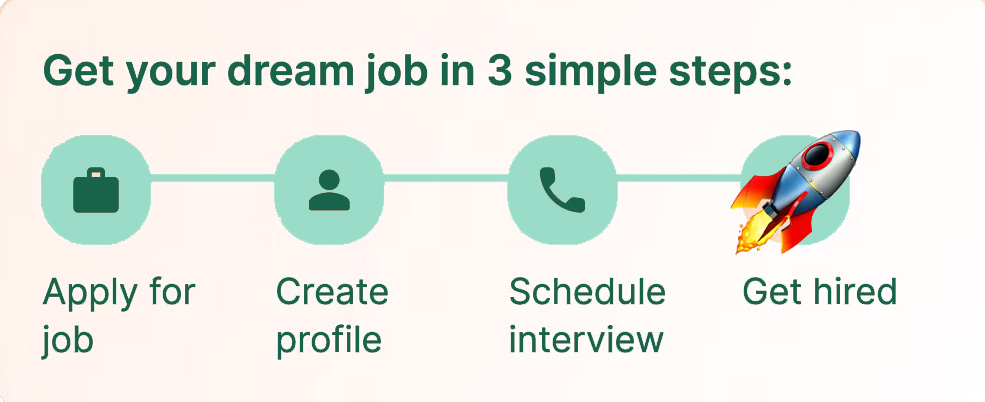 Get your dream job in 3 simple steps:
Apply for
job
Create
profile
Schedule
interview
Get hired